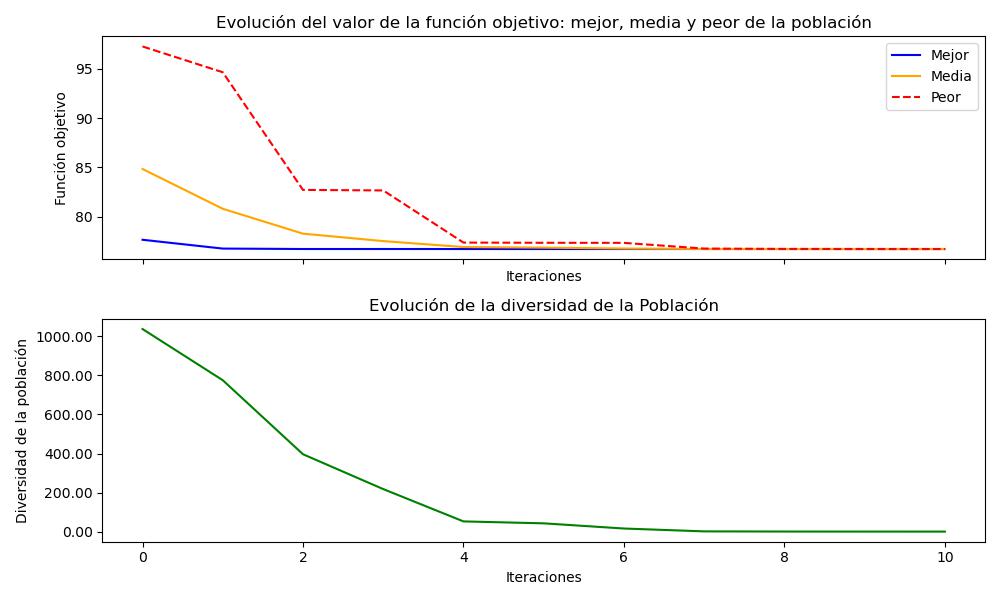 Evolución del valor de la función objetivo: mejor, media y peor de la población
Función objetivo
95
90
85
80
Mejor
Media
Peor
Iteraciones
Evolución de la diversidad de la Población
Diversidad de la población
1000.00
800.00
600.00
400.00
200.00
0.00
0 2 4 6 8 10
Iteraciones